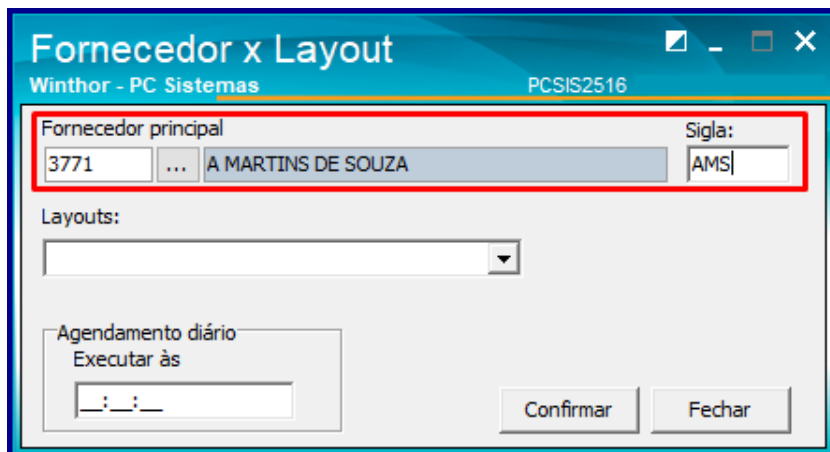 Fornecedor x Layout
Winthor - PC Sistemas PCSIS2516
Fornecedor principal Sigla:
3771 ... A MARTINS DE SOUZA AMS
Layouts:
Agendamento diário
Executar às
__:__:__
Confirmar Fechar